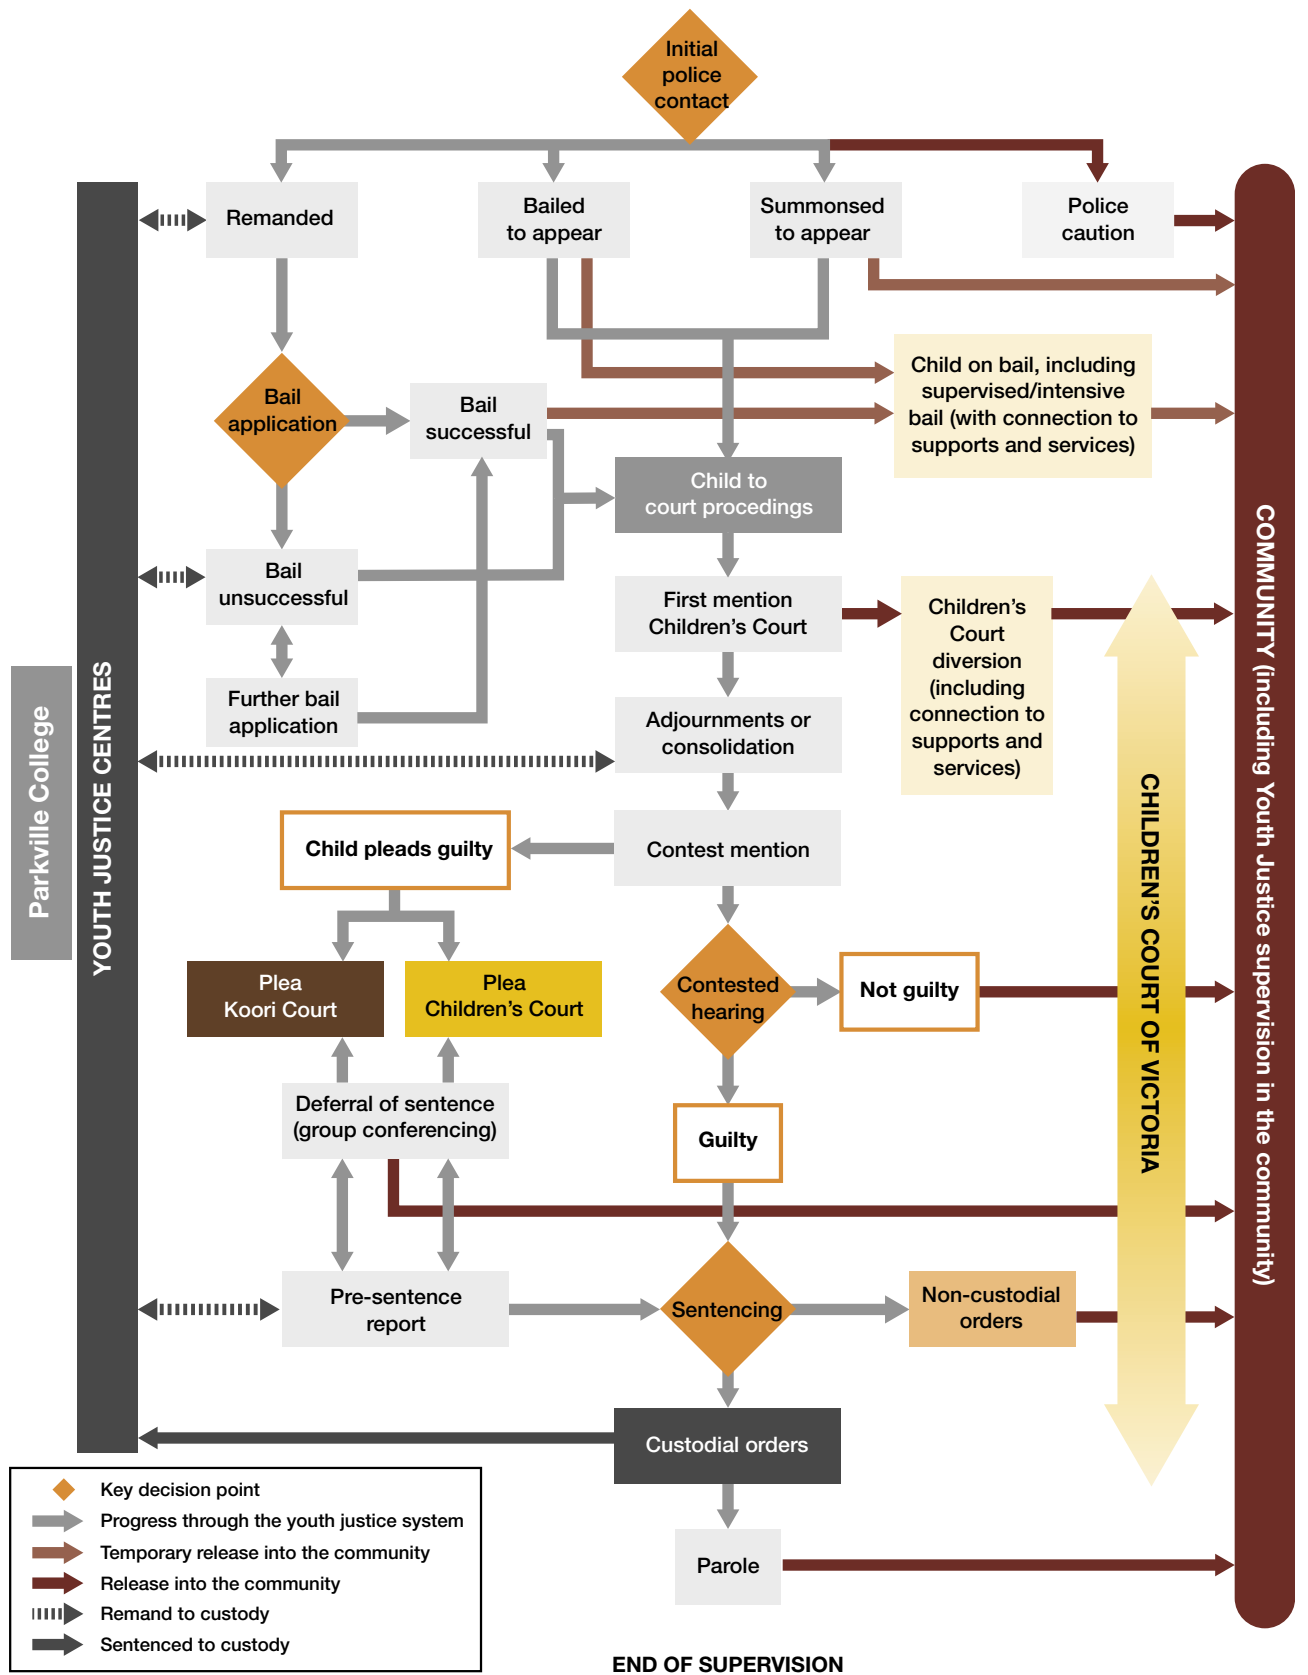 Initial
police
contact
Remanded
Bailed
to appear
Summonsed
to appear
Police
caution
Bail
application
Bail
successful
Child on bail, including
supervised/intensive
bail (with connection to
supports and services)
Child to
court procedings
Bail
unsuccessful
First mention
Children's Court
Children's
Court
diversion
(including
connection to
supports and
services)
Further bail
application
Adjournments or
consolidation
Parkville College
YOUTH JUSTICE CENTRES
CHILDREN'S COURT OF VICTORIA
COMMUNITY (including Youth Justice supervision in the community)
Child pleads guilty
Contest mention
Plea
Koori Court
Plea
Children's Court
Contested
hearing
Not guilty
Deferral of sentence
(group conferencing)
Guilty
Pre-sentence
report
Sentencing
Non-custodial
orders
Custodial orders
Parole
Key decision point
Progress through the youth justice system
Temporary release into the community
Release into the community
Remand to custody
Sentenced to custody
END OF SUPERVISION